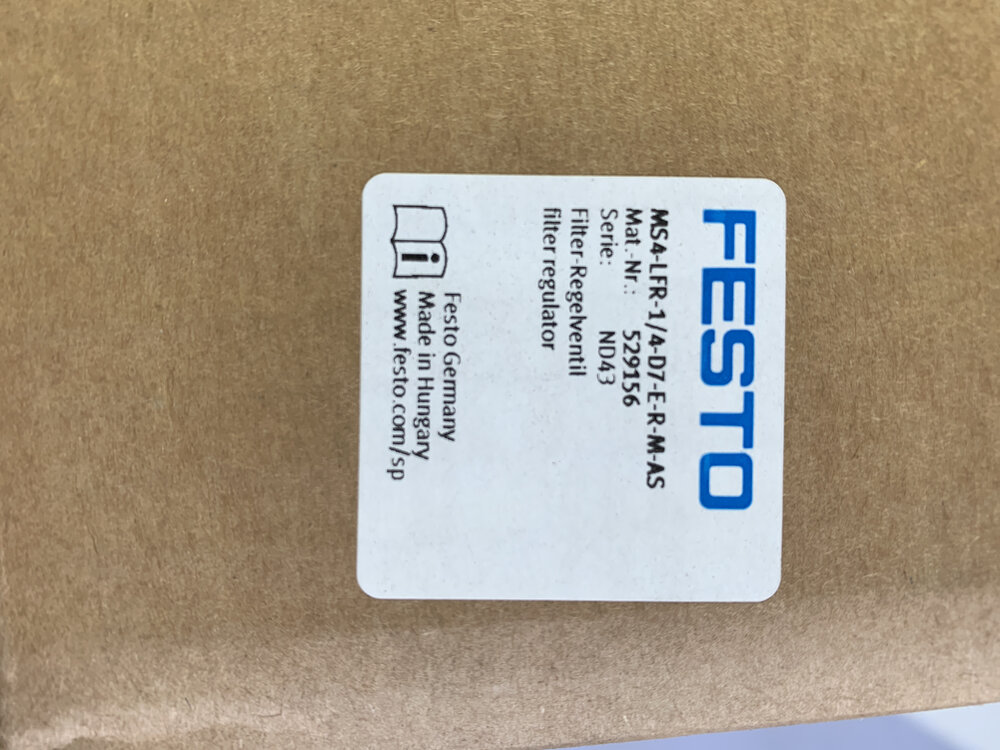 FESTO
MS4-LFR-1/4-D7-E-R-M-AS
Mat.-Nr.: 529156
Serie: ND43
Filter-Regelventil
filter regulator
Festo Germany
Made in Hungary
www.festo.com/sp